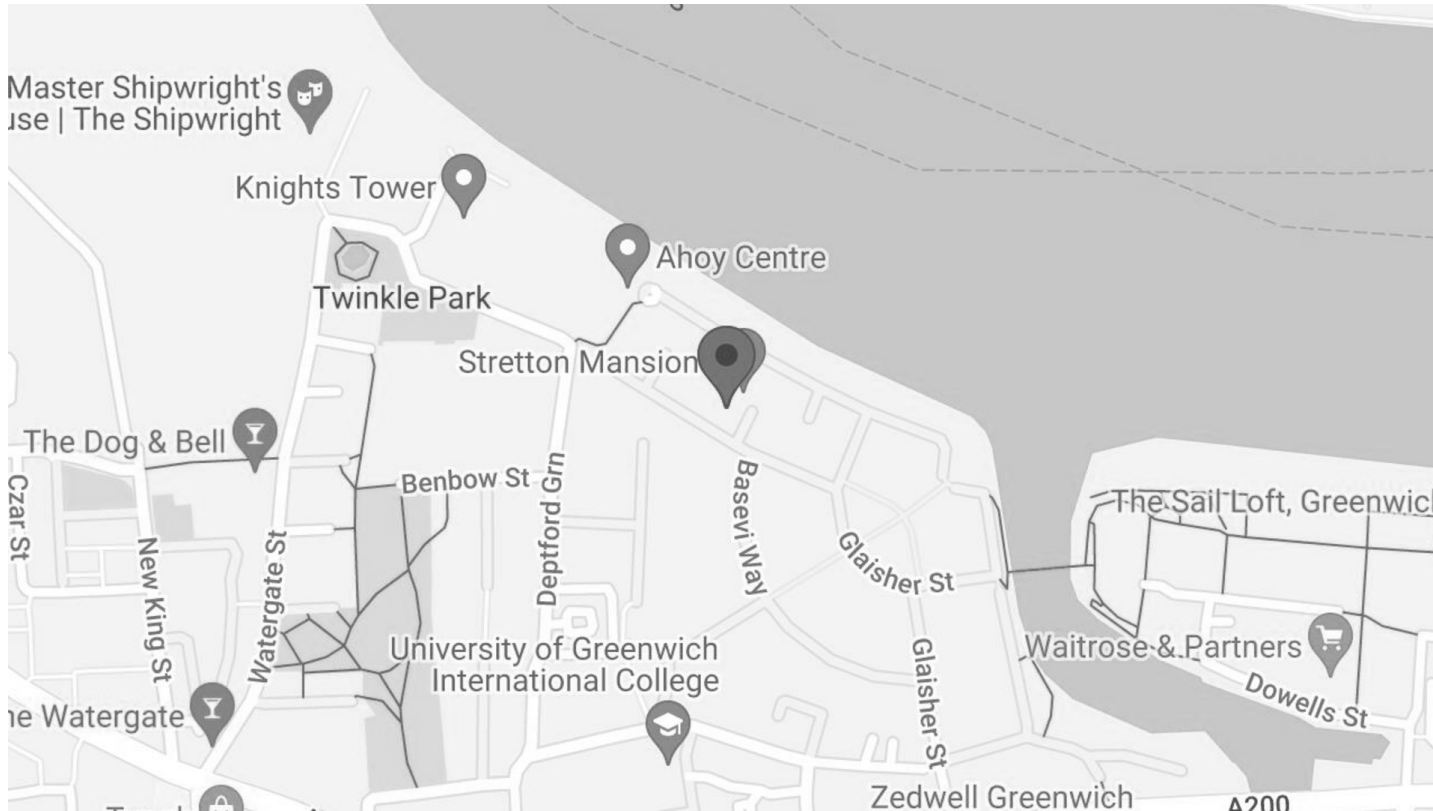 Master Shipwright's
use | The Shipwright
Knights Tower
Ahoy Centre
Twinkle Park
Stretton Mansion
The Dog & Bell
Benbow St
Czar St
New King St
Watergate St
Deptford Grn
Basevi Way
Glaisher St
The Sail Loft, Greenwich
University of Greenwich
International College
Glaisher St
Waitrose & Partners
Dowells St
he Watergate
Zedwell Greenwich
A200